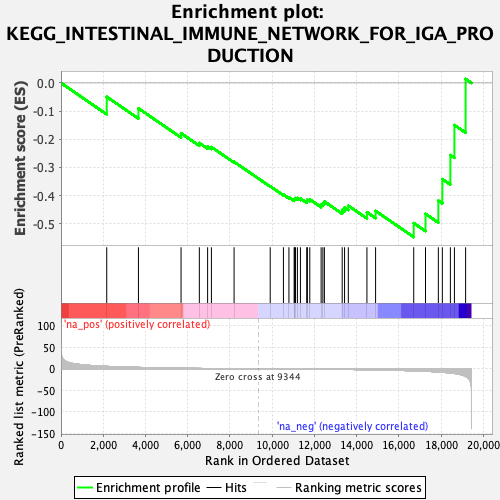 Enrichment plot:
KEGG_INTESTINAL_IMMUNE_NETWORK_FOR_IGA_PRO
DUCTION
Enrichment score (ES)
0.0
-0.1
-0.2
-0.3
-0.4
-0.5
'na_pos' (positively correlated)
Ranked list metric (PreRanked)
100
50
0
-50
-100
-150
Zero cross at 9344
'na_neg' (negatively correlated)
0 2,000 4,000 6,000 8,000 10,000 12,000 14,000 16,000 18,000 20,000
Rank in Ordered Dataset
Enrichment profile Hits Ranking metric scores